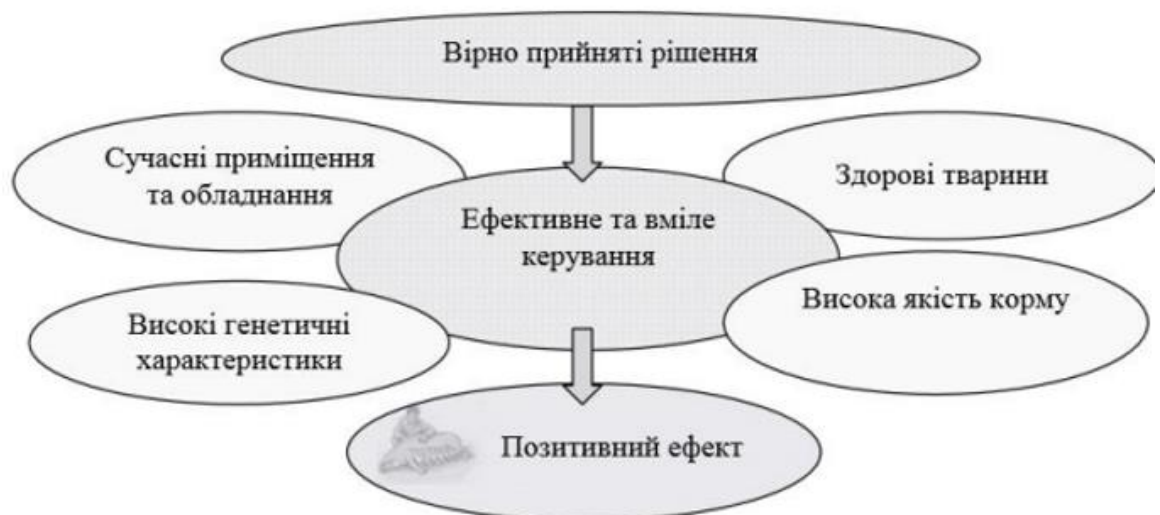 Вірно прийняті рішення
Сучасні приміщення
та обладнання
Здорові тварини
Ефективне та вміле
керування
Високі генетичні
характеристики
Висока якість корму
Позитивний ефект